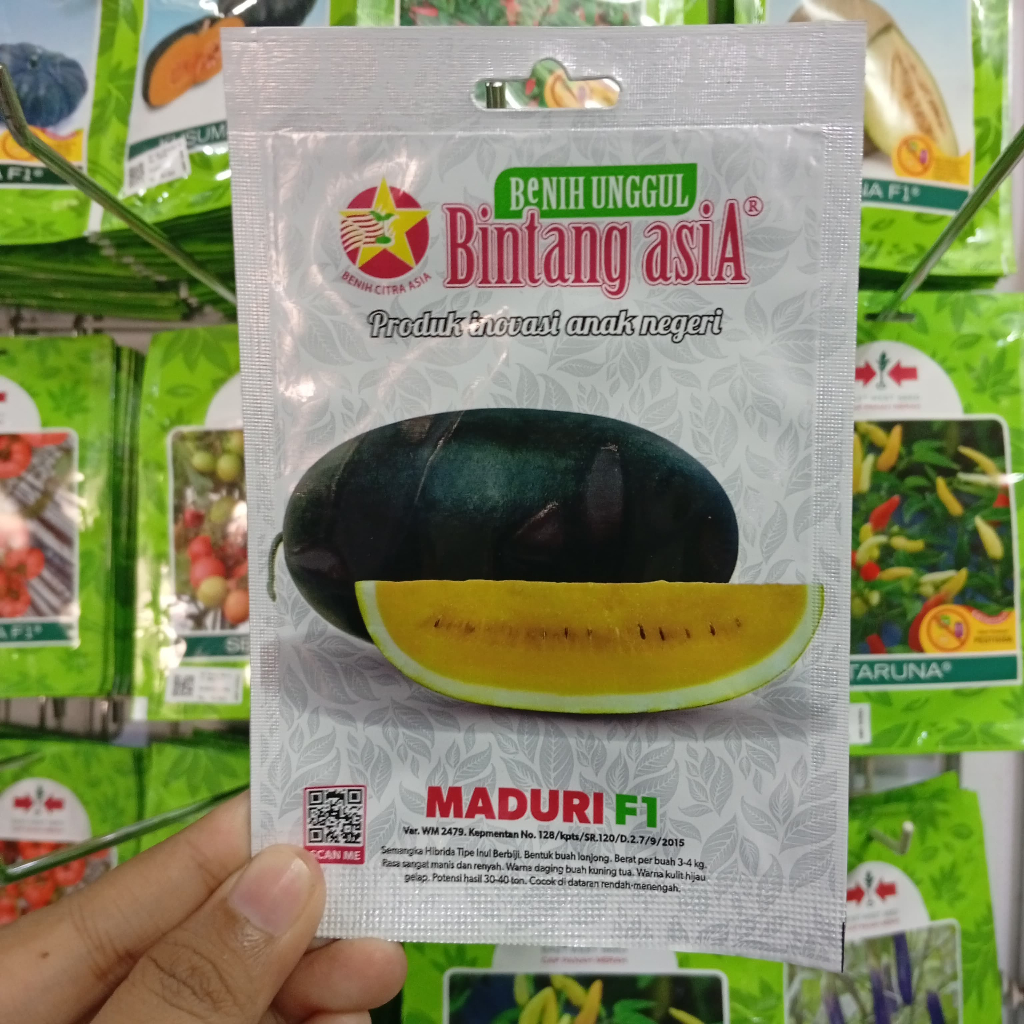 BeNIH UNGGUL
Bintang asiA®
BENIH CITRA ASIA
Produk inovasi anak negeri
MADURI F1
Var. WM 2479. Kepmentan No. 128/kpts/SR.120/D.2.7/9/2015
SCAN ME
Semangka Hibrida Tipe Inul Berbiji. Bentuk buah lonjong. Berat per buah 3-4 kg.
Rasa sangat manis dan renyah. Warna daging buah kuning tua. Warna kulit hijau
gelap. Potensi hasil 30-40 ton. Cocok di dataran rendah-menengah.
F1®
F1®
TARUNA®